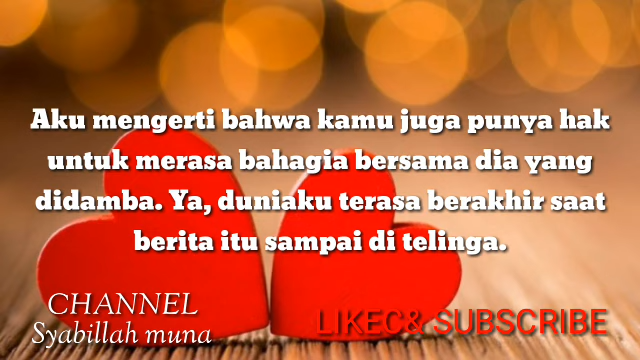 Aku mengerti bahwa kamu juga punya hak
untuk merasa bahagia bersama dia yang
didamba. Ya, duniaku terasa berakhir saat
berita itu sampai di telinga.
CHANNEL
Syabillah muna
LIKEC& SUBSCRIBE